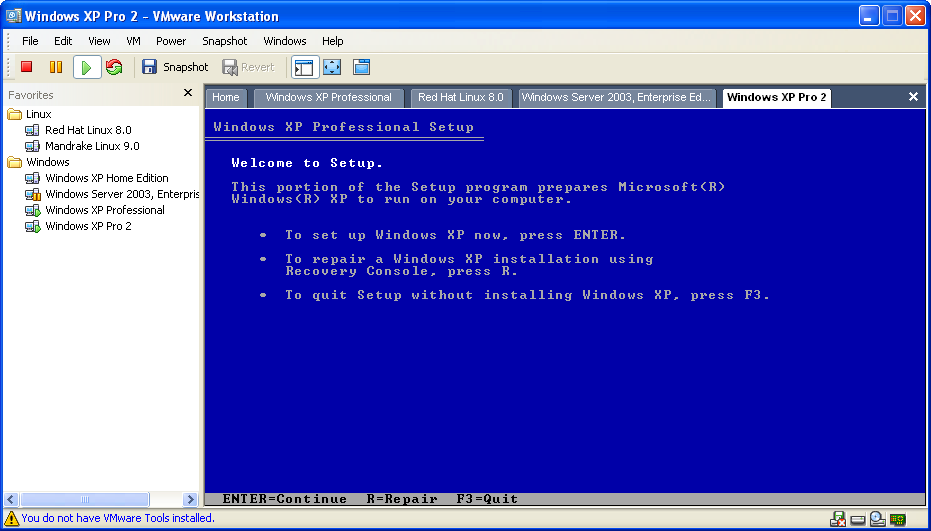 Windows XP Pro 2 - VMware Workstation
File Edit View VM Power Snapshot Windows Help
Snapshot Revert
Favorites
Linux
Red Hat Linux 8.0
Mandrake Linux 9.0
Windows
Windows XP Home Edition
Windows Server 2003, Enterpris
Windows XP Professional
Windows XP Pro 2
Home Windows XP Professional Red Hat Linux 8.0 Windows Server 2003, Enterprise Ed... Windows XP Pro 2
Windows XP Professional Setup
Welcome to Setup.
This portion of the Setup program prepares Microsoft(R)
Windows(R) XP to run on your computer.
• To set up Windows XP now, press ENTER.
• To repair a Windows XP installation using
Recovery Console, press R.
• To quit Setup without installing Windows XP, press F3.
ENTER=Continue R=Repair F3=Quit
You do not have VMware Tools installed.